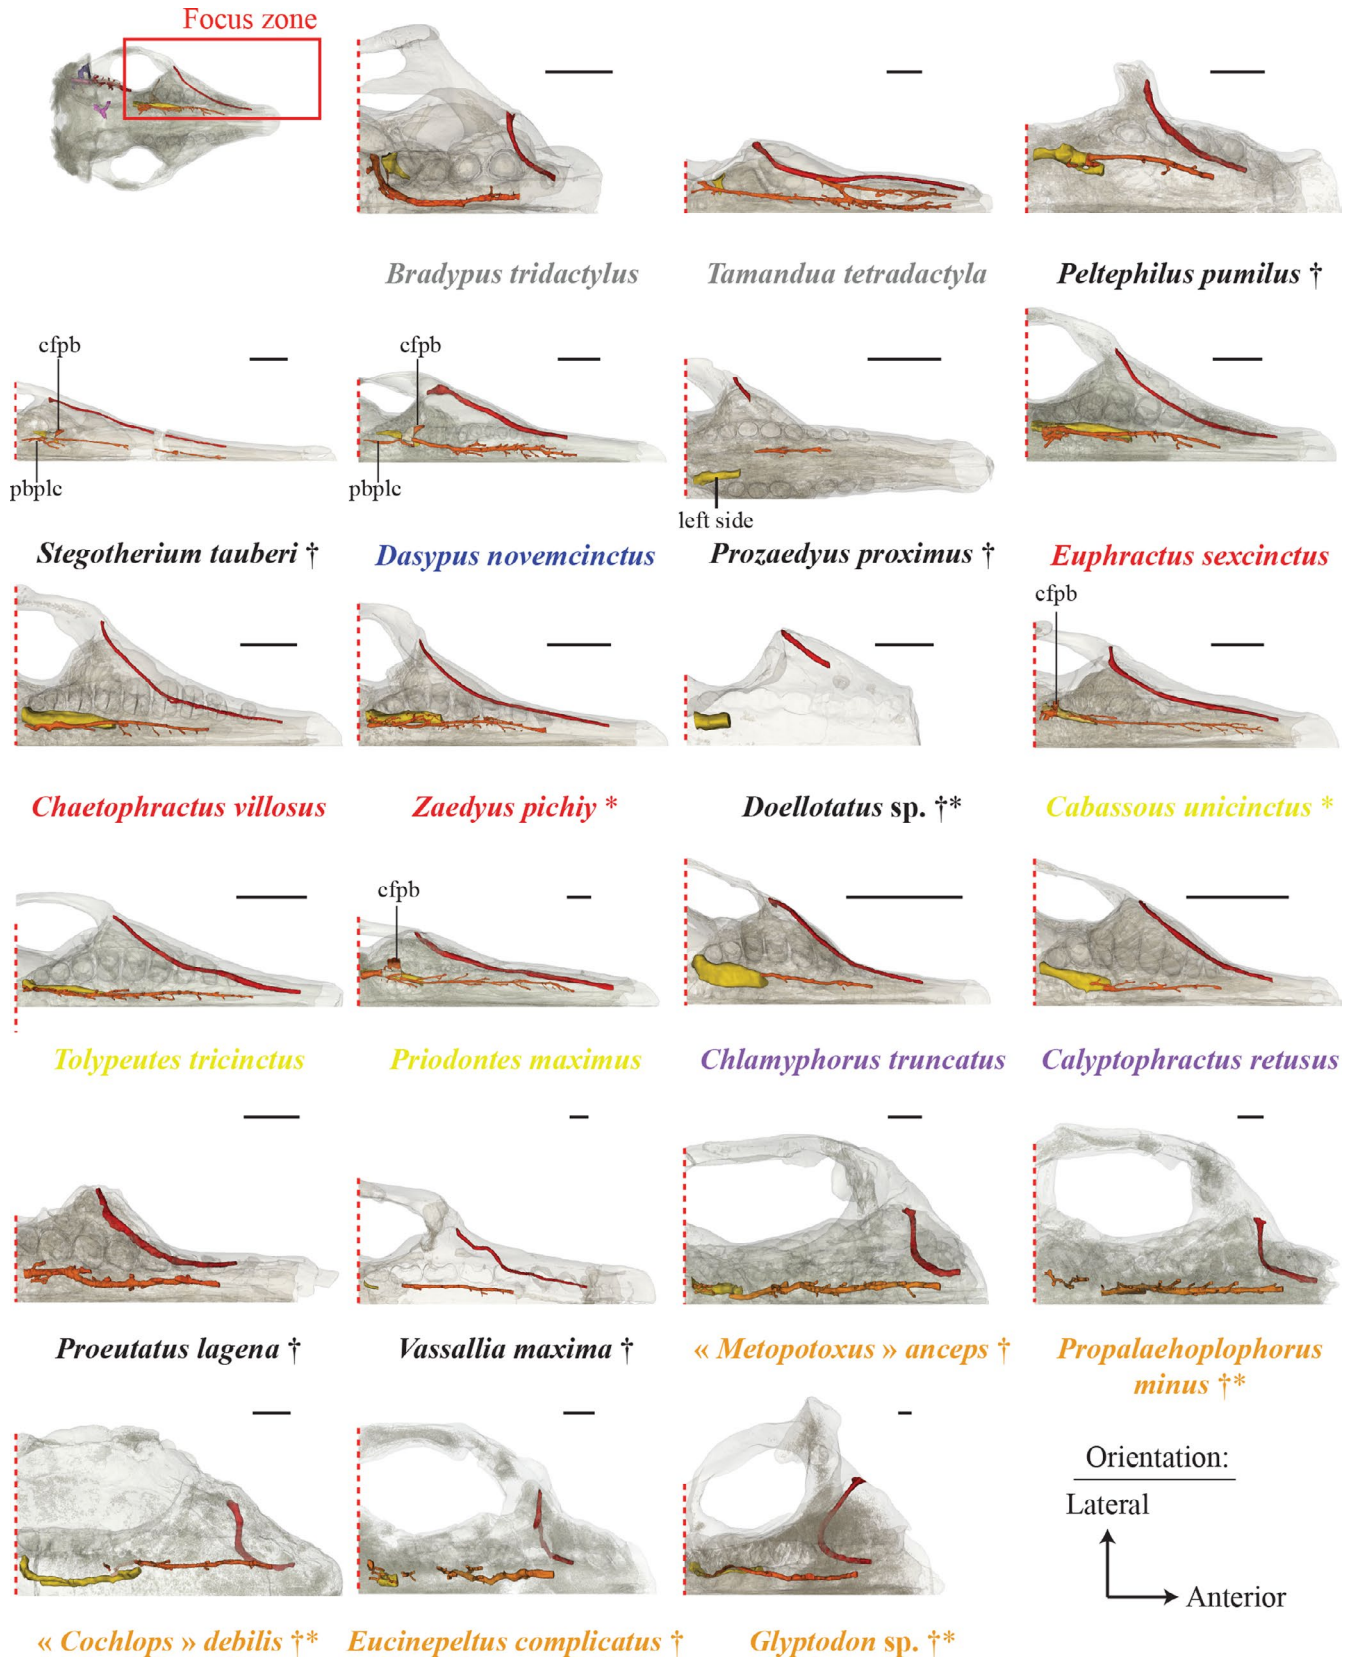 Focus zone
Bradypus tridactylus
Tamandua tetradactyla
Peltephilus pumilus †
cfpb
cfpb
pbplc
pbplc
left side
Stegotherium tauberi †
Dasypus novemcinctus
Prozaedyus proximus †
Euphractus sexcinctus
cfpb
Chaetophractus villosus
Zaedyus pichiy *
Doellotatus sp. †*
Cabassous unicinctus *
cfpb
Tolypeutes tricinctus
Priodontes maximus
Chlamyphorus truncatus
Calyptophractus retusus
Proeutatus lagena †
Vassallia maxima †
« Metopotoxus » anceps †
Propalaehoplophorus
minus †*
Orientation:
Lateral
Anterior
« Cochlops » debilis †*
Eucinepeltus complicatus †
Glyptodon sp. †*